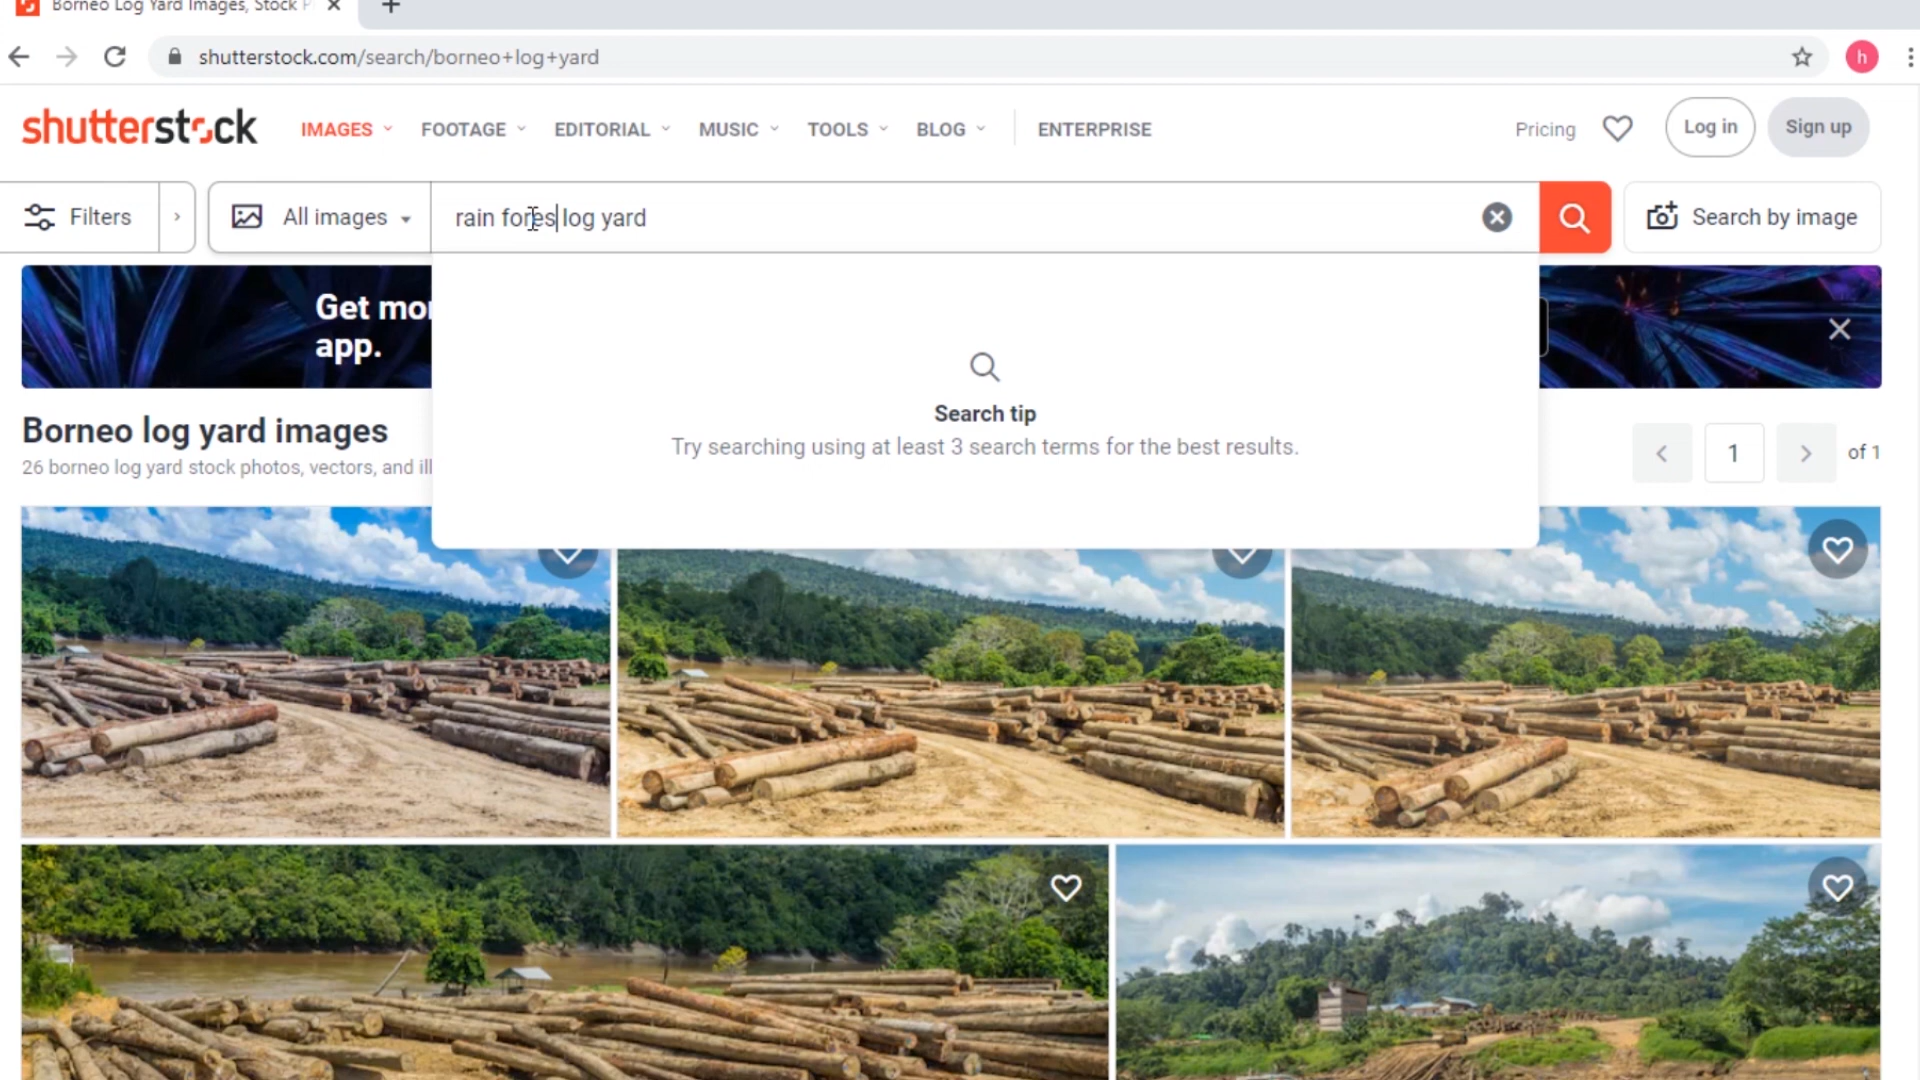 Borneo Log Yard Images, Stock P
shutterstock.com/search/borneo+log+yard
h
shutterstock
IMAGES
FOOTAGE
EDITORIAL
MUSIC
TOOLS
BLOG
ENTERPRISE
Pricing
Log in
Sign up
Filters
All images
rain fores log yard
Search by image
Get mor
app.
Search tip
Try searching using at least 3 search terms for the best results.
Borneo log yard images
26 borneo log yard stock photos, vectors, and ill
1
of 1